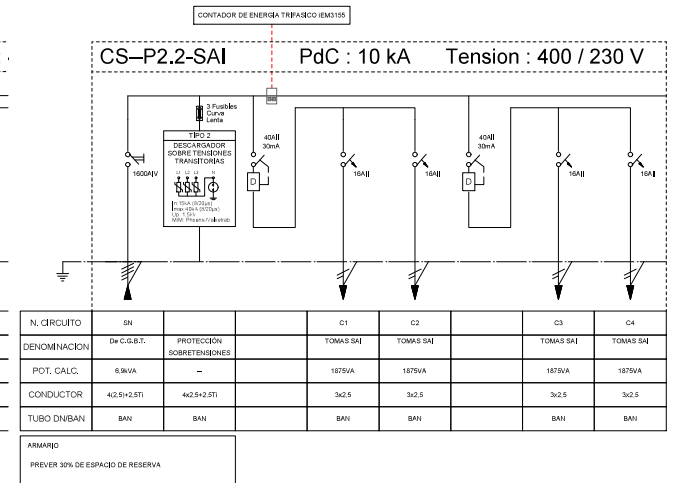 CONTADOR DE ENERGIA TRIFASICO iEM3155
CS-P2.2-SAI PdC : 10 kA Tension : 400 / 230 V
3 Fusibles
Curva
Lenta
TIPO 2
DESCARGADOR
SOBRE TENSIONES
TRANSITORIAS
L1 L2 L3 N
In:15kA (8/20µs)
max:40kA (8/20µs)
Up: 1,5kV
1600A|V
40AII
30mA
D
16AII
16AII
40AII
30mA
D
16AII
16AII
N. CIRCUITO SN C1 C2 C3 C4
DENOMINACION De C.G.B.T. PROTECCIÓN SOBRETENSIONES TOMAS SAI TOMAS SAI TOMAS SAI TOMAS SAI
POT. CALC. 6,9kVA – 1875VA 1875VA 1875VA 1875VA
CONDUCTOR 4(2,5)+2,5Ti 4x2.5+2,5Ti 3x2,5 3x2,5 3x2,5 3x2,5
TUBO DN/BAN BAN BAN BAN BAN BAN BAN
ARMARIO
PREVER 30% DE ESPACIO DE RESERVA